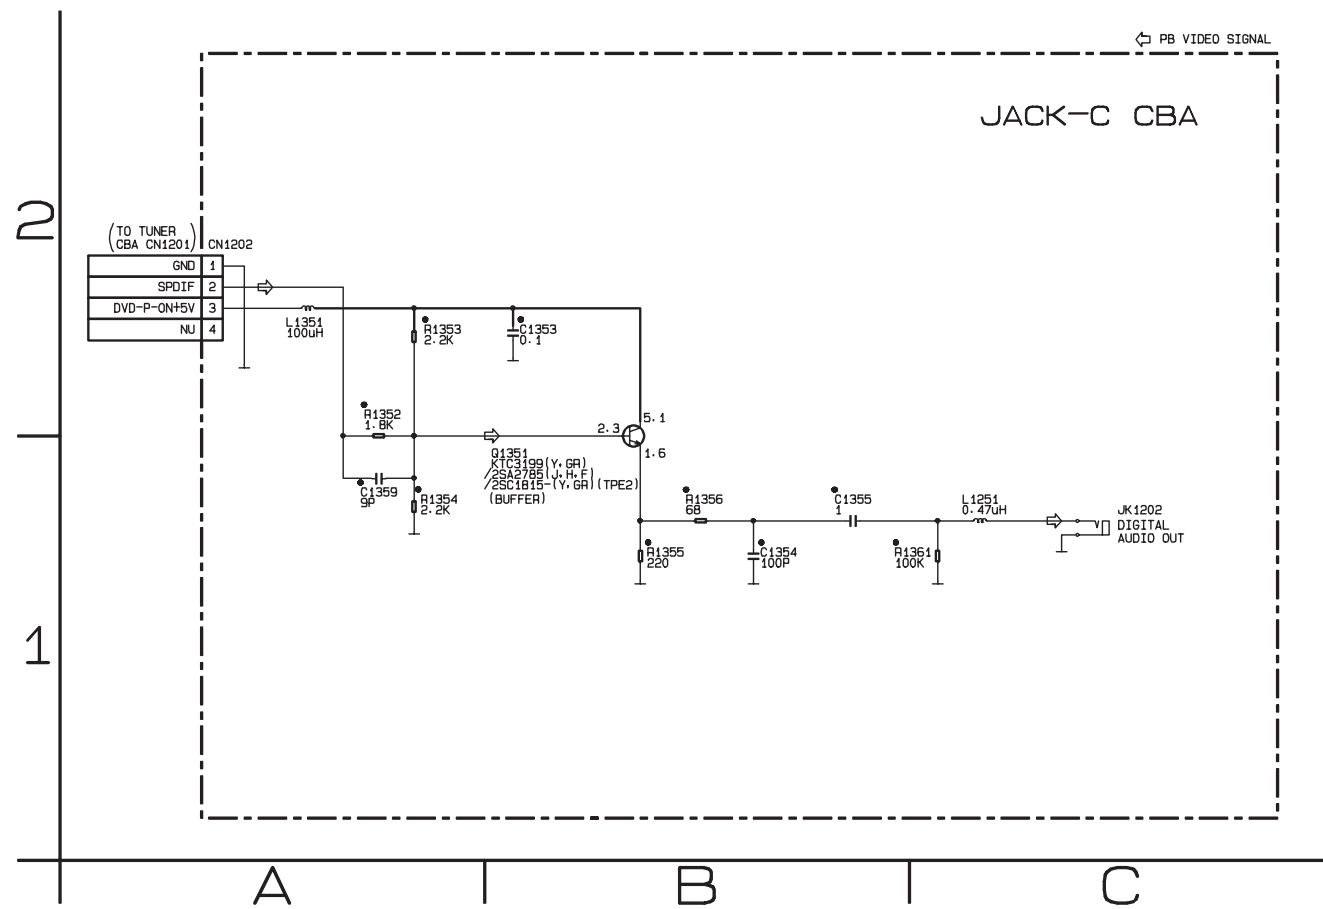 PB VIDEO SIGNAL
JACK-C CBA
2
(TO TUNER
CBA CN1201)
CN1202
GND 1
SPDIF 2
DVD-P-ON+5V 3
NU 4
L1351
100uH
R1353
2.2K
C1353
0.1
R1352
1.8K
5.1
2.3
1.6
Q1351
KTC3199(Y,GR)
/2SA2785(J,H,F)
/2SC1815-(Y,GR)(TPE2)
(BUFFER)
C1359
9P
R1354
2.2K
R1356
68
C1355
1
L1251
0.47uH
JK1202
DIGITAL
AUDIO OUT
R1355
220
C1354
100P
R1361
100K
1
A
B
C